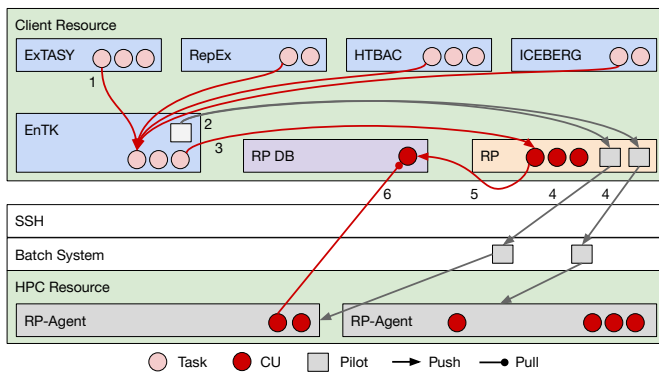 Client Resource
ExTASY
RepEx
HTBAC
ICEBERG
1
EnTK
2
3
RP DB
RP
6
5
4
4
SSH
Batch System
HPC Resource
RP-Agent
RP-Agent
Task
CU
Pilot
Push
Pull